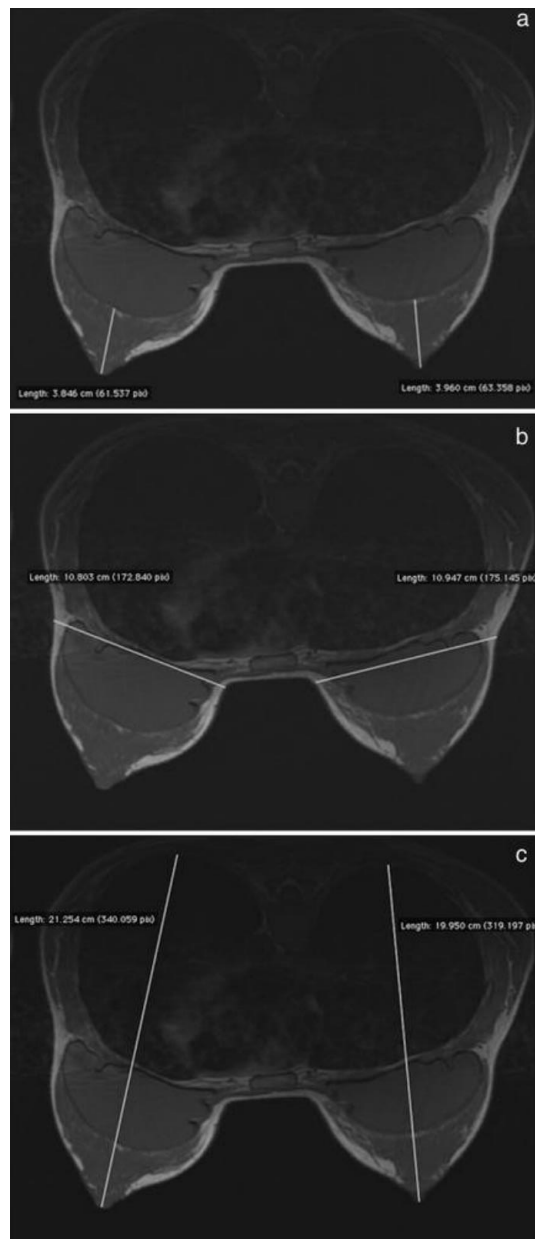 a
Length: 3.846 cm (61.537 pix)
Length: 3.960 cm (63.358 pix)
b
Length: 10.803 cm (172.840 pix)
Length: 10.947 cm (175.145 pix)
c
Length: 21.254 cm (340.059 pix)
Length: 19.950 cm (319.197 pix